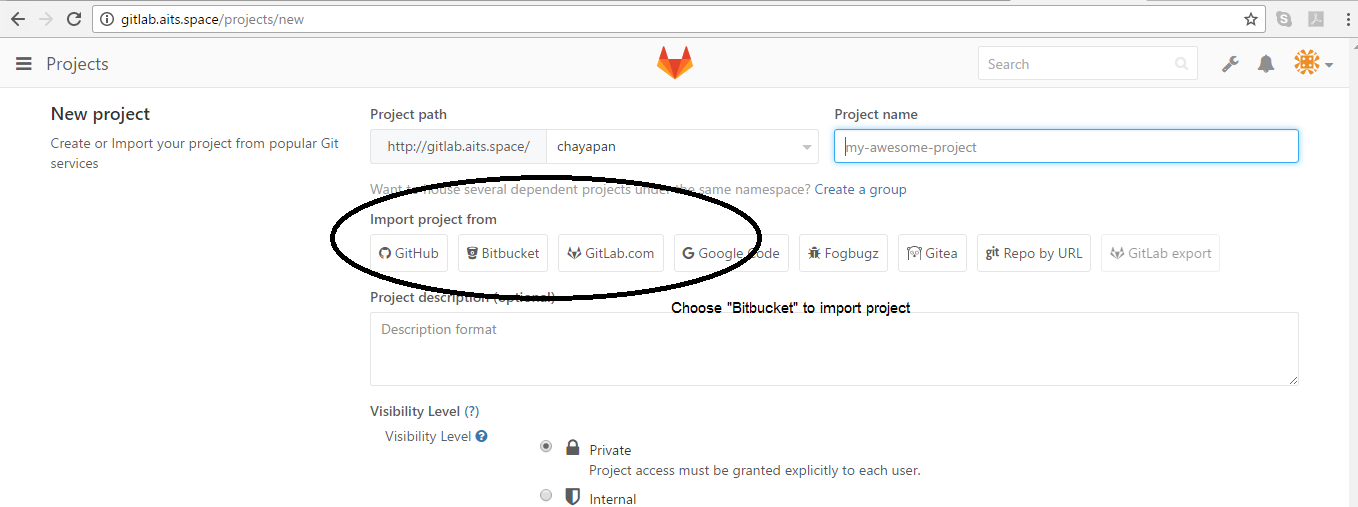 gitlab.aits.space/projects/new
Projects
Search
New project
Create or Import your project from popular Git
services
Project path
Project name
http://gitlab.aits.space/
chayapan
my-awesome-project
Want to house several dependent projects under the same namespace? Create a group
Import project from
GitHub
Bitbucket
GitLab.com
Google Code
Fogbugz
Gitea
git Repo by URL
GitLab export
Project description (optional)
Choose "Bitbucket" to import project
Description format
Visibility Level (?)
Visibility Level
Private
Project access must be granted explicitly to each user.
Internal